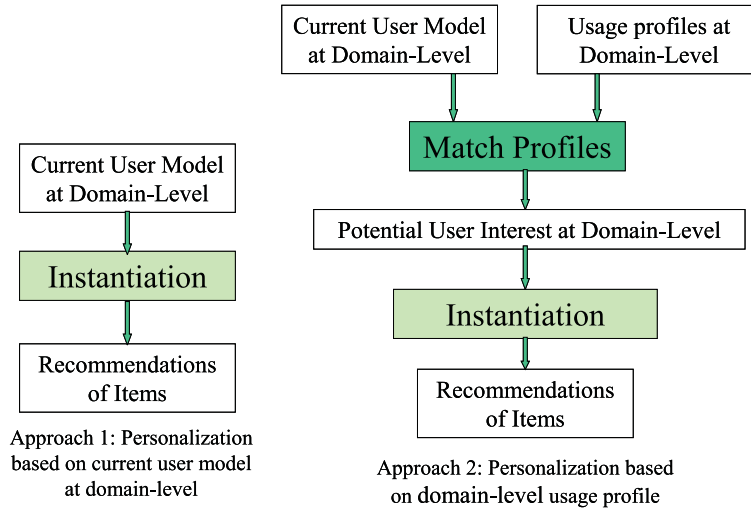 Current User Model
at Domain-Level
Instantiation
Recommendations
of Items
Approach 1: Personalization
based on current user model
at domain-level
Current User Model
at Domain-Level
Usage profiles at
Domain-Level
Match Profiles
Potential User Interest at Domain-Level
Instantiation
Recommendations
of Items
Approach 2: Personalization based
on domain-level usage profile